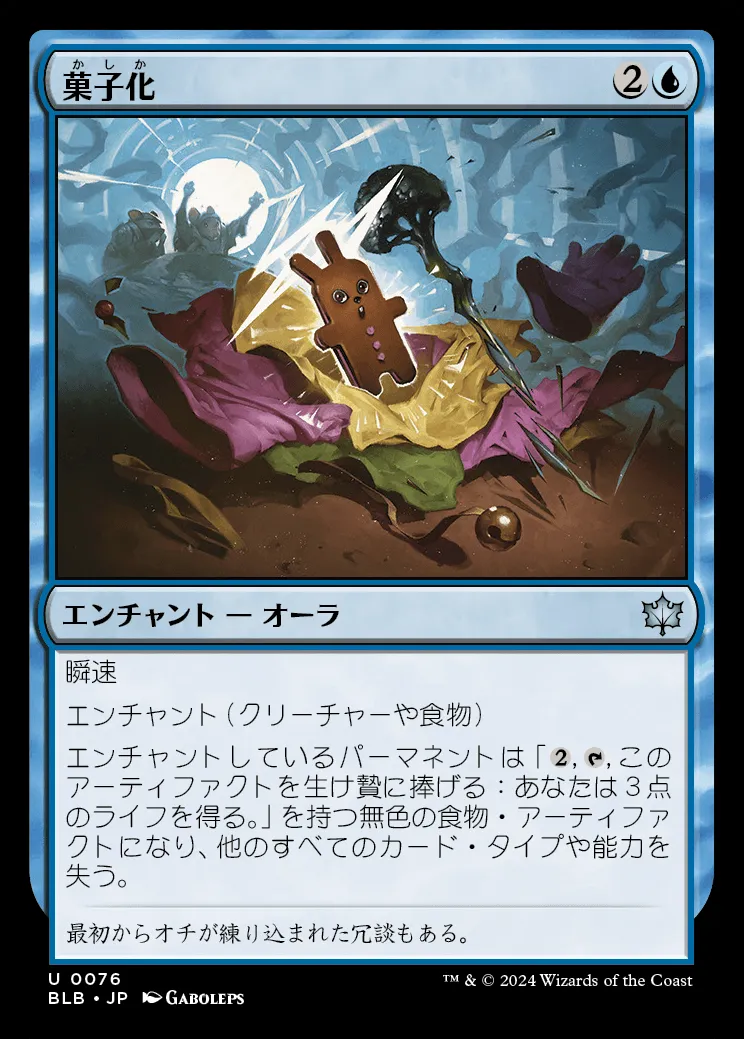 かしか
菓子化
2
エンチャント — オーラ
瞬速
エンチャント(クリーチャーや食物)
エンチャントしているパーマネントは「2, , この
アーティファクトを生け贄に捧げる:あなたは3点
のライフを得る。」を持つ無色の食物・アーティファ
クトになり、他のすべてのカード・タイプや能力を
失う。
最初からオチが練り込まれた冗談もある。
U 0076
BLB • JP GABOLEPS
™ & © 2024 Wizards of the Coast